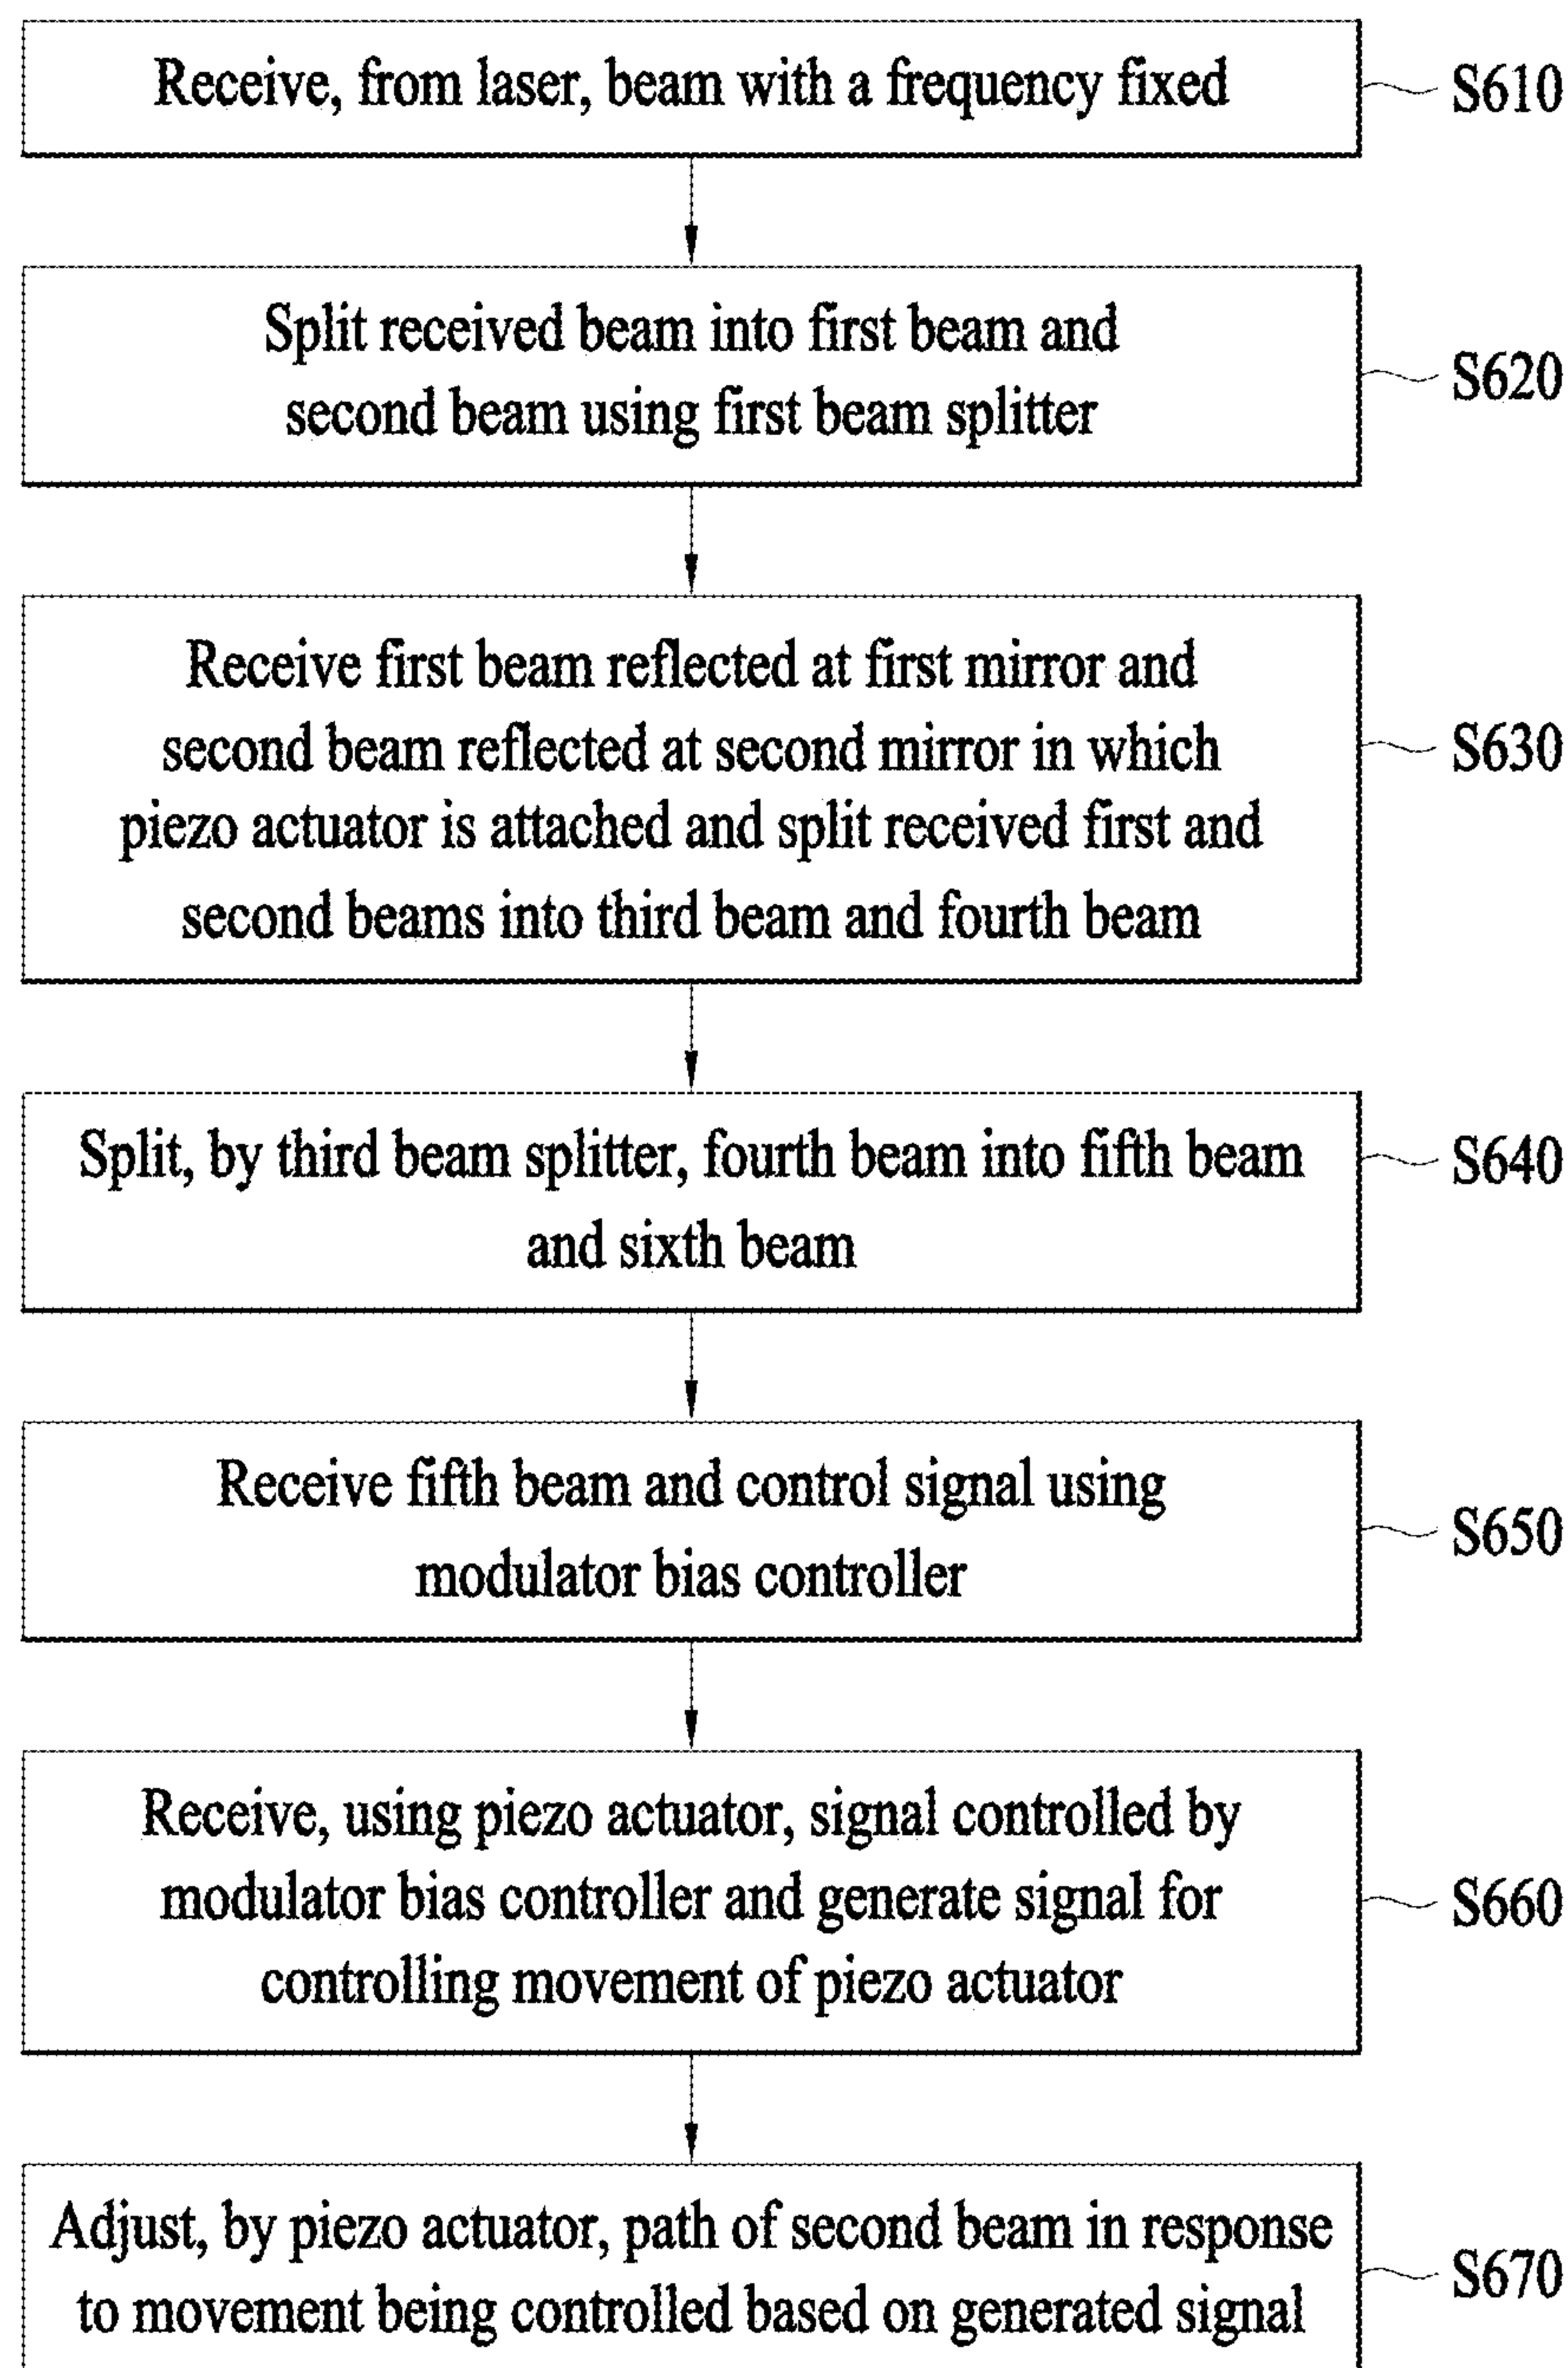 Receive, from laser, beam with a frequency fixed
S610
Split received beam into first beam and
second beam using first beam splitter
S620
Receive first beam reflected at first mirror and
second beam reflected at second mirror in which
piezo actuator is attached and split received first and
second beams into third beam and fourth beam
S630
Split, by third beam splitter, fourth beam into fifth beam
and sixth beam
S640
Receive fifth beam and control signal using
modulator bias controller
S650
Receive, using piezo actuator, signal controlled by
modulator bias controller and generate signal for
controlling movement of piezo actuator
S660
Adjust, by piezo actuator, path of second beam in response
to movement being controlled based on generated signal
S670